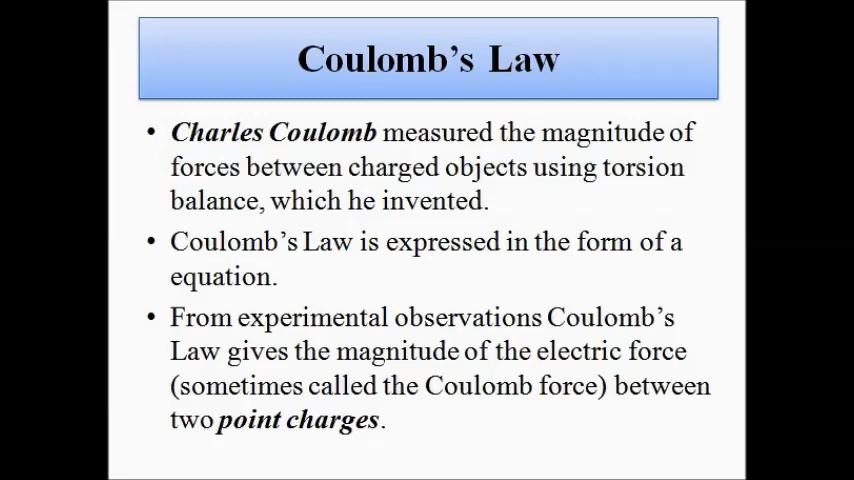 Coulomb's Law
• Charles Coulomb measured the magnitude of
forces between charged objects using torsion
balance, which he invented.
• Coulomb's Law is expressed in the form of a
equation.
• From experimental observations Coulomb's
Law gives the magnitude of the electric force
(sometimes called the Coulomb force) between
two point charges.